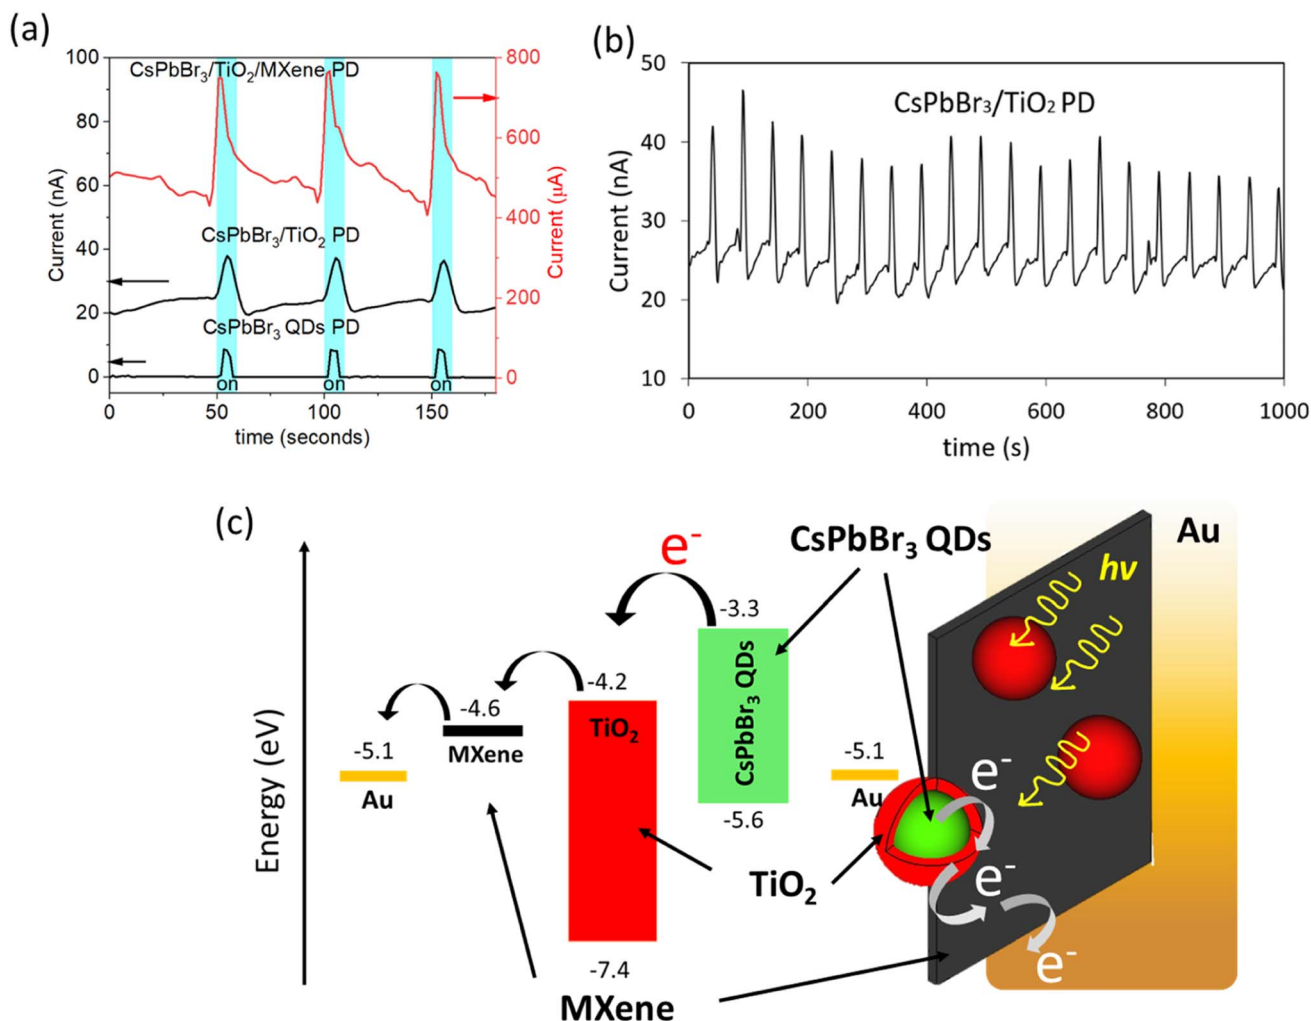 (a)
100
80
60
40
20
0
Current (nA)
800
600
400
200
0
Current (μA)
CsPbBr₃/TiO₂/MXene PD
CsPbBr₃/TiO₂ PD
CsPbBr₃ QDs PD
on
on
on
0
50
100
150
time (seconds)
(b)
50
40
30
20
10
Current (nA)
CsPbBr₃/TiO₂ PD
0
200
400
600
800
1000
time (s)
(c)
Energy (eV)
-5.1
Au
-4.6
MXene
-4.2
TiO₂
-7.4
e⁻
-3.3
CsPbBr₃ QDs
-5.6
-5.1
Au
CsPbBr₃ QDs
TiO₂
MXene
Au
hν
e⁻
e⁻
e⁻